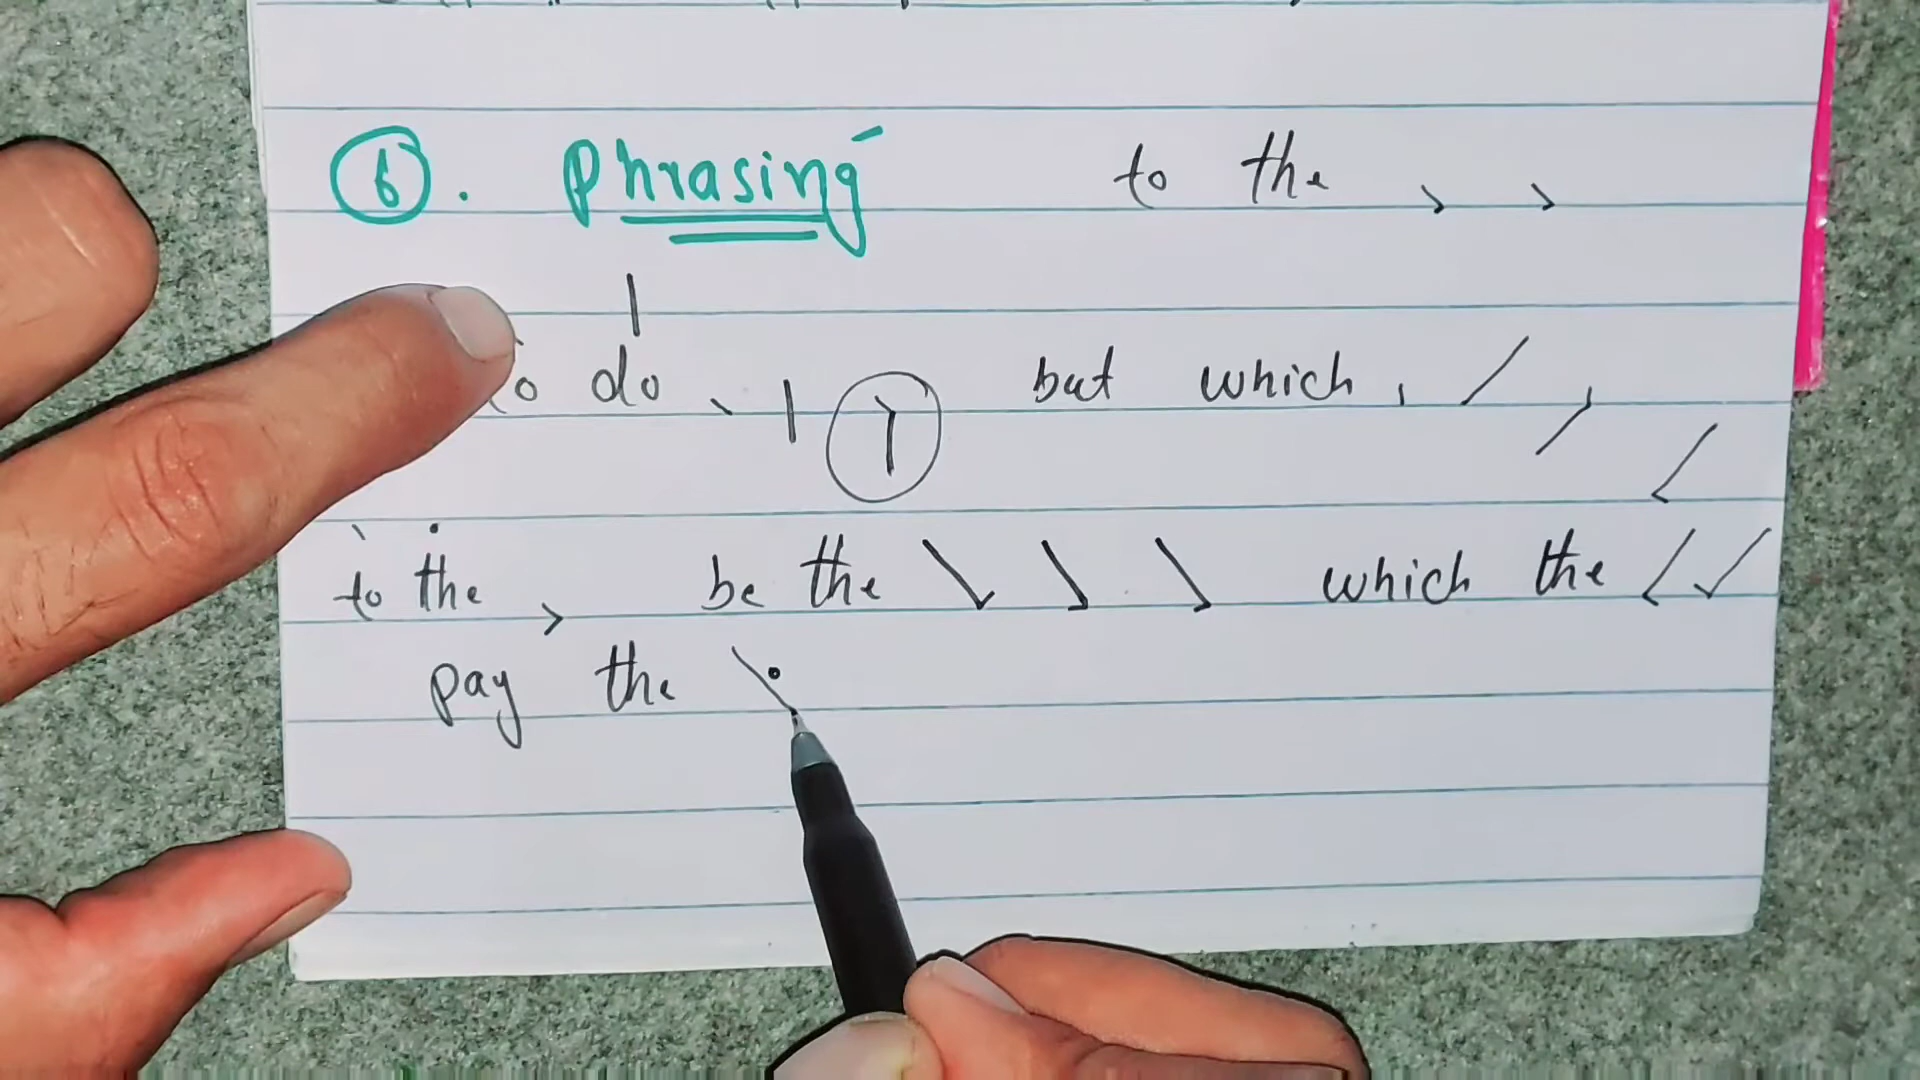 6. Phrasing to the
do but which,
to the be the which the
pay the